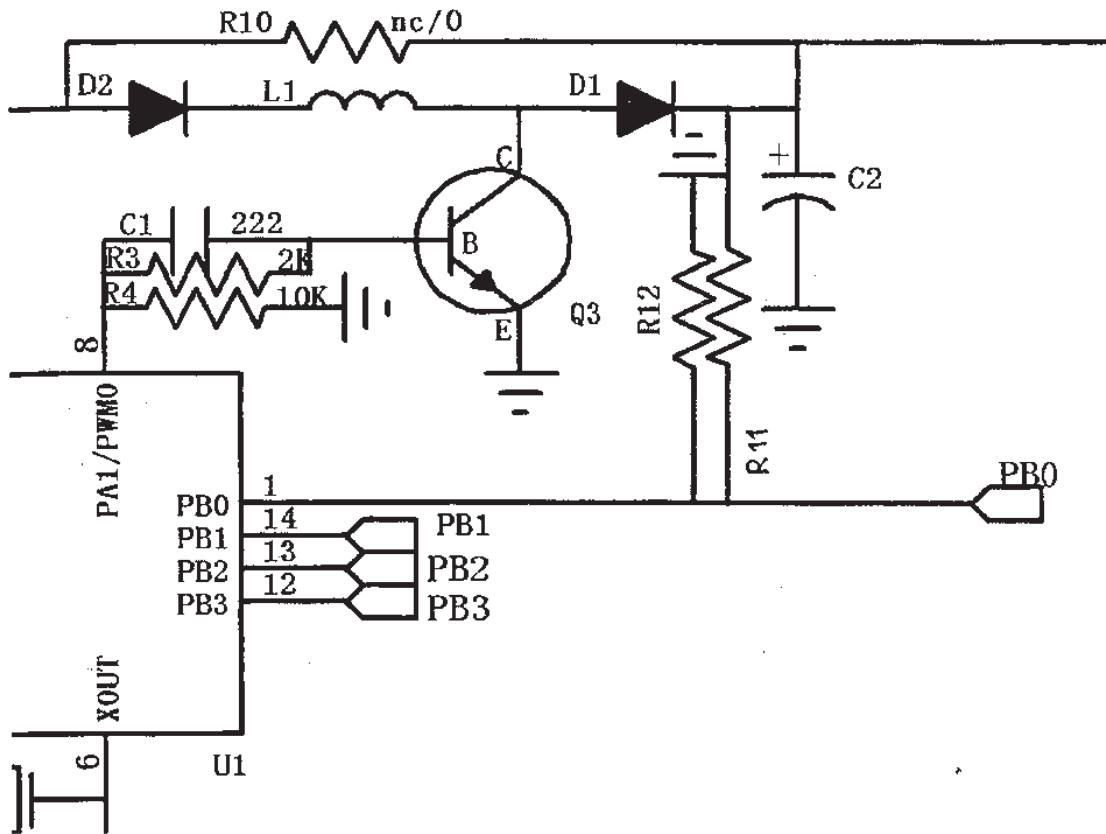 R10 nc/0
D2 L1 D1
C
C2
+
C1 222
B
R3 2K
R4 10K
Q3
R12
E
8
PA1/PWM0
R11
1
PB0
PB0
14
PB1
PB1
13
PB2
PB2
12
PB3
PB3
XOUT
6
U1